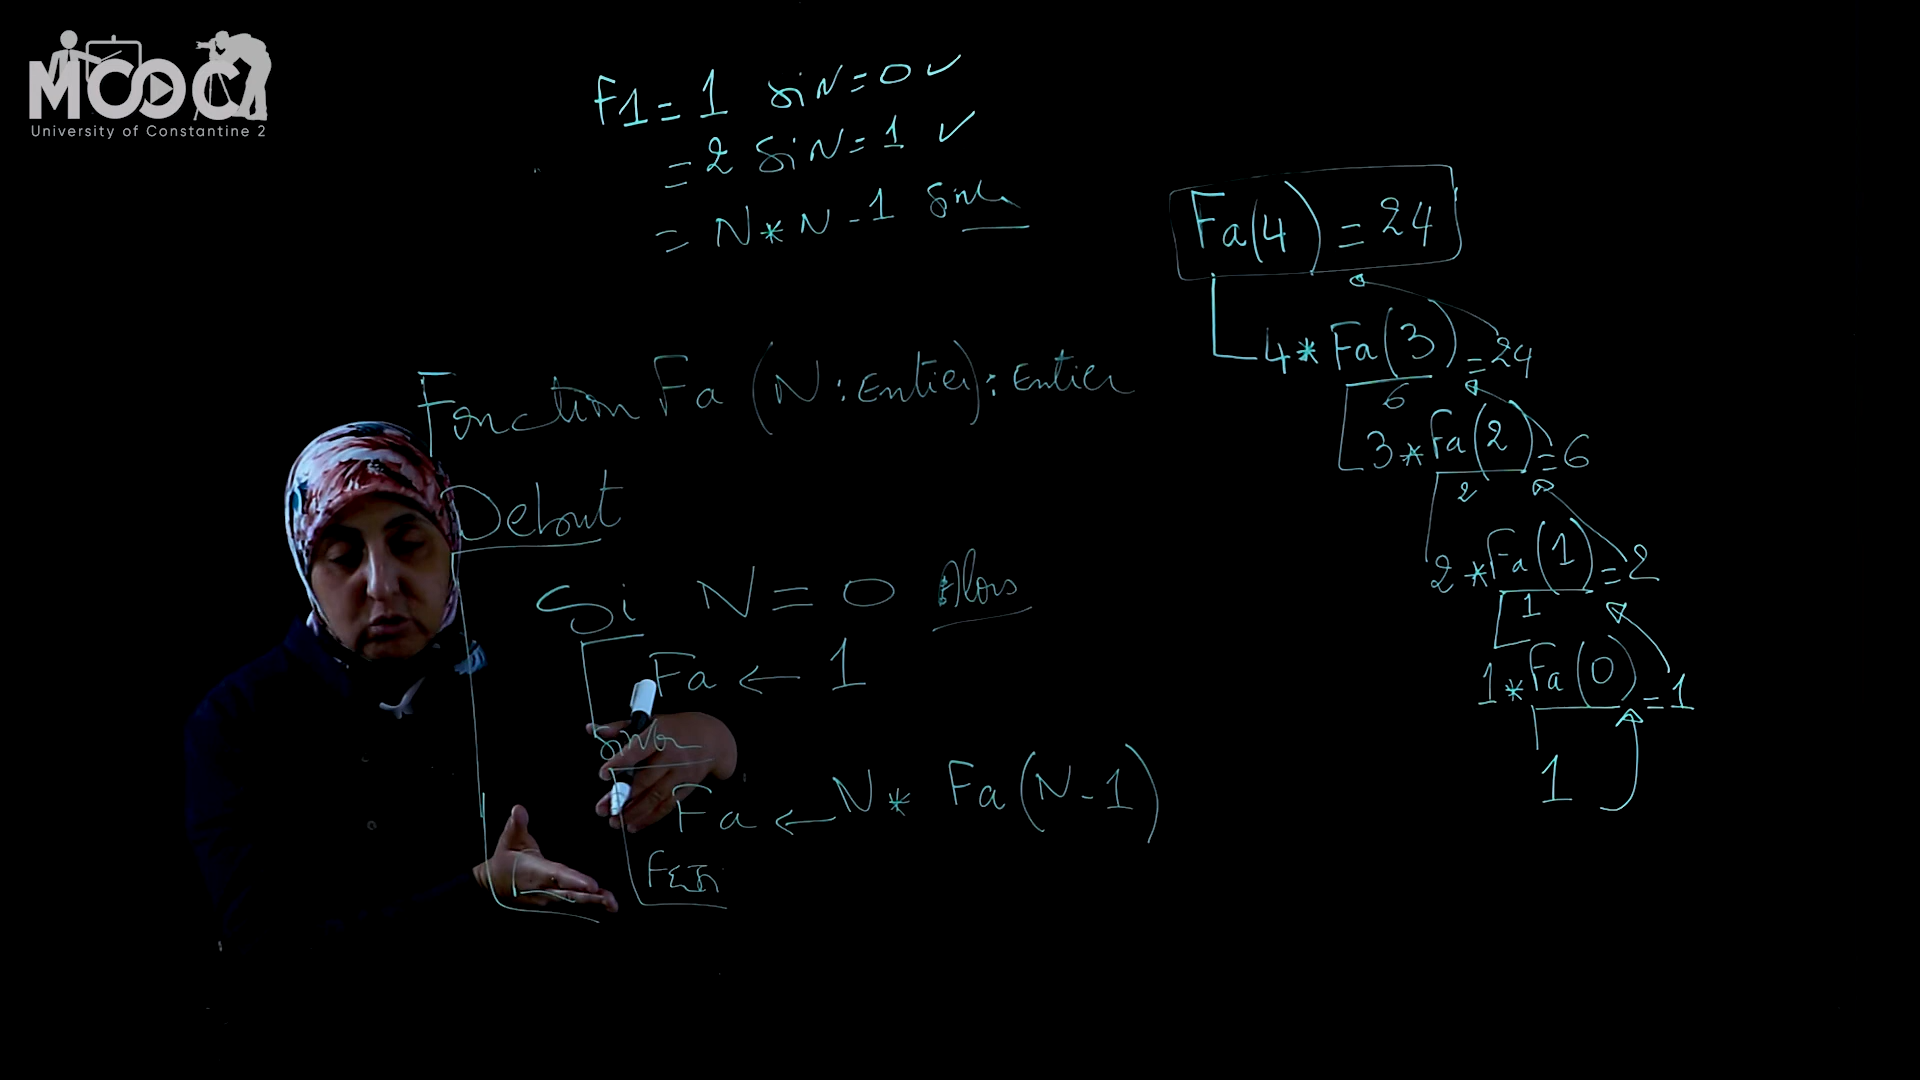 MOOC
University of Constantine 2
F1 = 1 si N = 0 ✓
= 2 si N = 1 ✓
= N * N - 1 sinon
Fonction Fa (N : Entier) : Entier
Debut
Si N = 0 Alors
Fa ← 1
sinon
Fa ← N * Fa (N - 1)
Fa(4) = 24
4 * Fa(3) = 24
6
3 * Fa(2) = 6
2
2 * Fa(1) = 2
1
1 * Fa(0) = 1
1